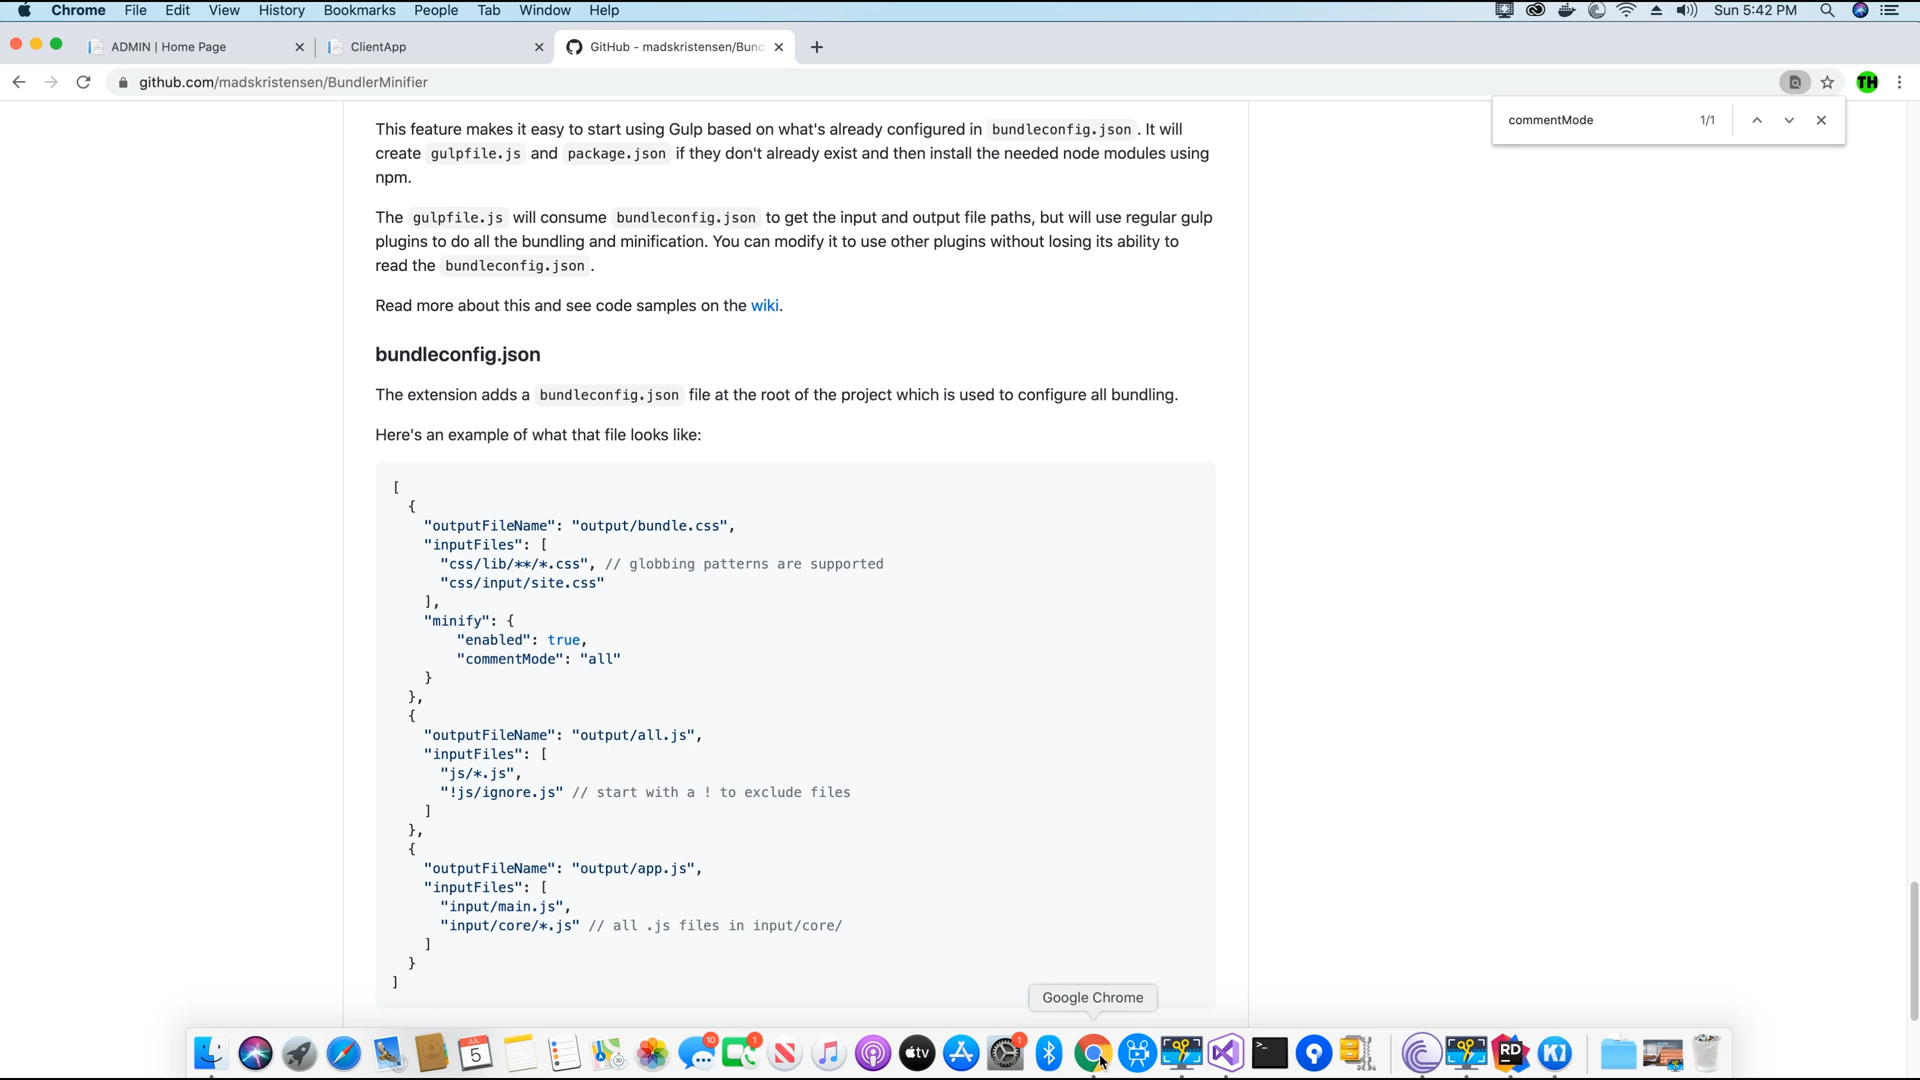 Chrome File Edit View History Bookmarks People Tab Window Help Sun 5:42 PM
ADMIN | Home Page ClientApp GitHub - madskristensen/Bund
github.com/madskristensen/BundlerMinifier TH
commentMode 1/1
This feature makes it easy to start using Gulp based on what's already configured in bundleconfig.json . It will
create gulpfile.js and package.json if they don't already exist and then install the needed node modules using
npm.
The gulpfile.js will consume bundleconfig.json to get the input and output file paths, but will use regular gulp
plugins to do all the bundling and minification. You can modify it to use other plugins without losing its ability to
read the bundleconfig.json .
Read more about this and see code samples on the wiki.
bundleconfig.json
The extension adds a bundleconfig.json file at the root of the project which is used to configure all bundling.
Here's an example of what that file looks like:
[
{
"outputFileName": "output/bundle.css",
"inputFiles": [
"css/lib/**/*.css", // globbing patterns are supported
"css/input/site.css"
],
"minify": {
"enabled": true,
"commentMode": "all"
}
},
{
"outputFileName": "output/all.js",
"inputFiles": [
"js/*.js",
"!js/ignore.js" // start with a ! to exclude files
]
},
{
"outputFileName": "output/app.js",
"inputFiles": [
"input/main.js",
"input/core/*.js" // all .js files in input/core/
]
}
]
Google Chrome
JUL 5 10 1 tv 1 RD K1